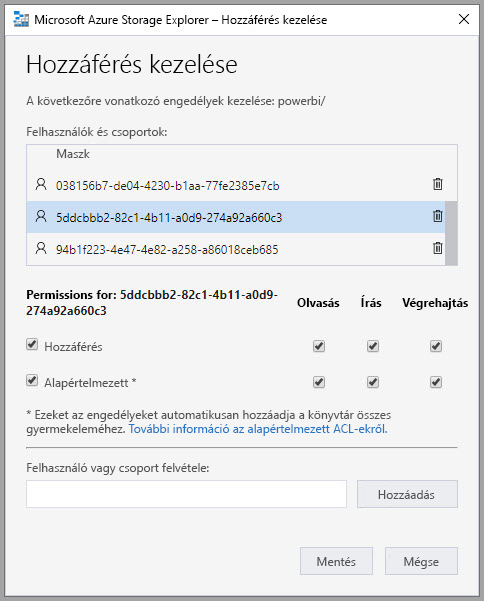 Microsoft Azure Storage Explorer – Hozzáférés kezelése
Hozzáférés kezelése
A következőre vonatkozó engedélyek kezelése: powerbi/
Felhasználók és csoportok:
Maszk
038156b7-de04-4230-b1aa-77fe2385e7cb
5ddcbbb2-82c1-4b11-a0d9-274a92a660c3
94b1f223-4e47-4e82-a258-a86018ceb685
Permissions for: 5ddcbbb2-82c1-4b11-a0d9-
274a92a660c3
Olvasás Írás Végrehajtás
Hozzáférés
Alapértelmezett *
* Ezeket az engedélyeket automatikusan hozzáadja a könyvtár összes
gyermekeleméhez. További információ az alapértelmezett ACL-ekről.
Felhasználó vagy csoport felvétele:
Hozzáadás
Mentés Mégse